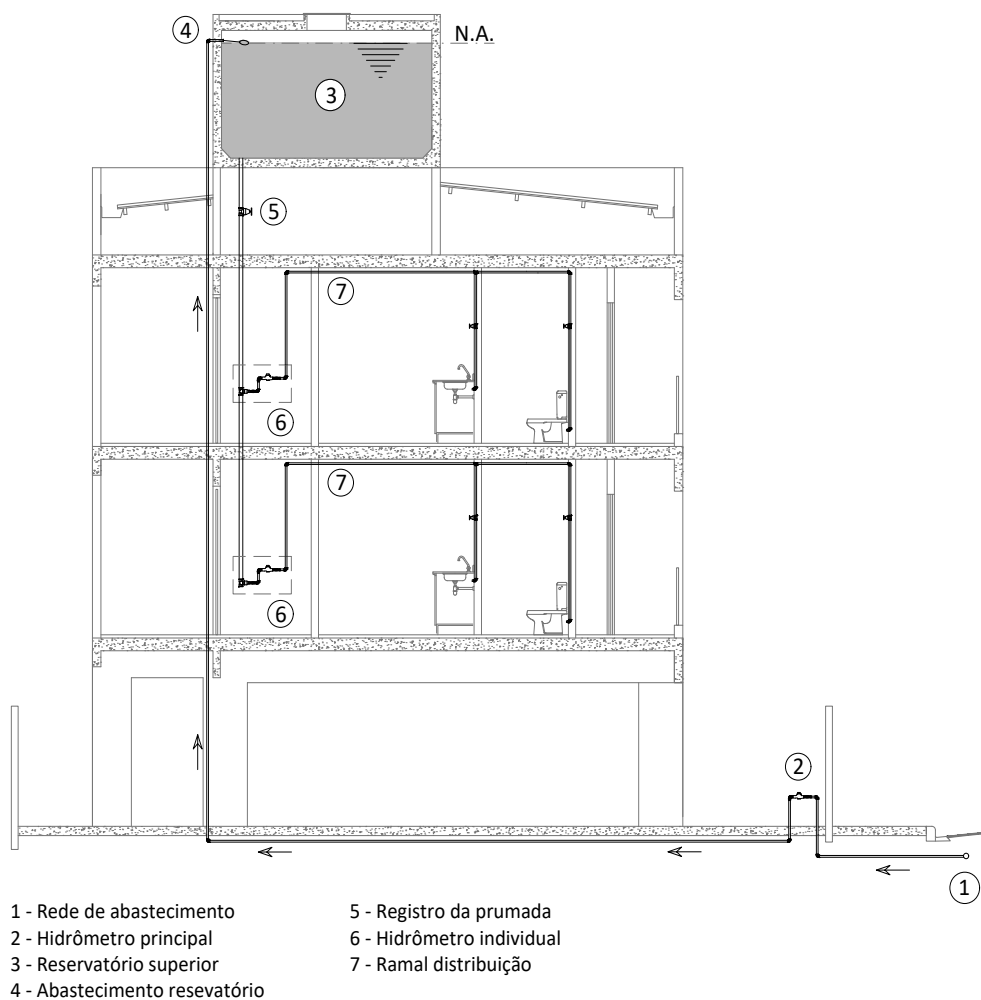 4
N.A.
3
5
7
6
7
6
2
1
1 - Rede de abastecimento
2 - Hidrômetro principal
3 - Reservatório superior
4 - Abastecimento resevatório
5 - Registro da prumada
6 - Hidrômetro individual
7 - Ramal distribuição